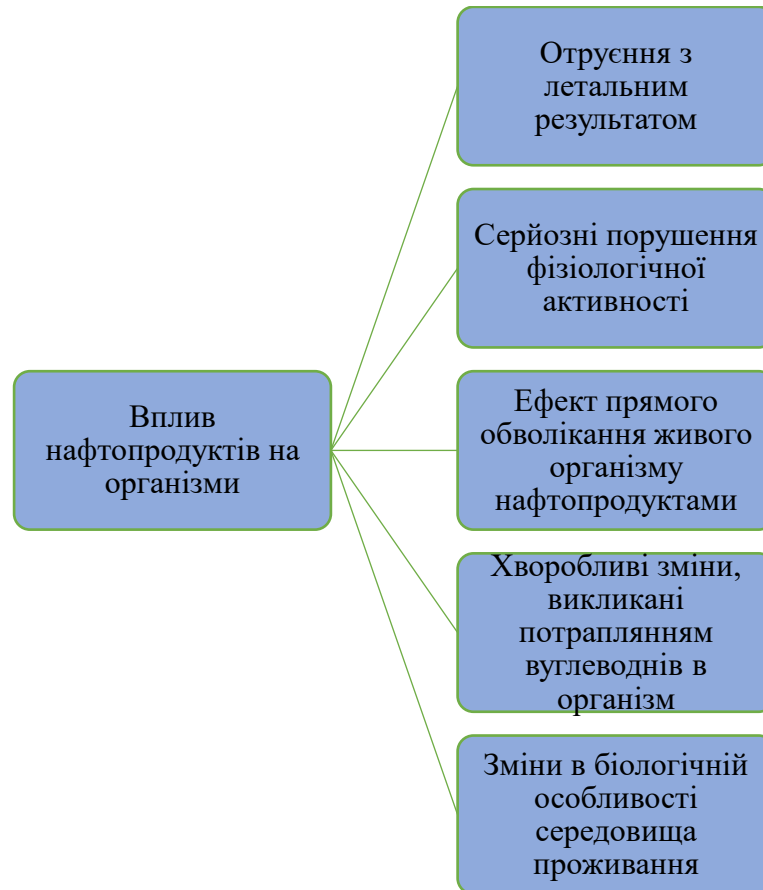 Отруєння з
летальним
результатом
Серйозні порушення
фізіологічної
активності
Вплив
нафтопродуктів на
організми
Ефект прямого
обволікання живого
організму
нафтопродуктами
Хворобливі зміни,
викликані
потраплянням
вуглеводнів в
організм
Зміни в біологічній
особливості
середовища
проживання